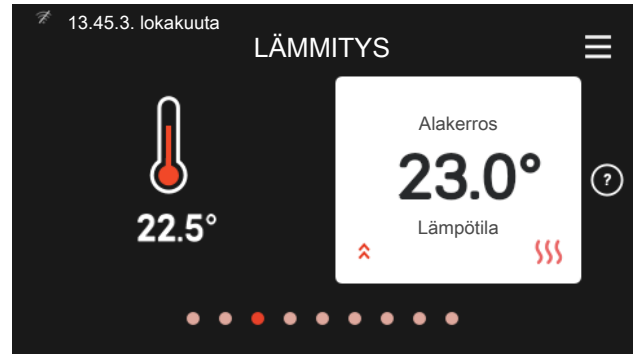 13.45.3. lokakuuta
LÄMMITYS
Alakerros
23.0°
Lämpötila
22.5°
?